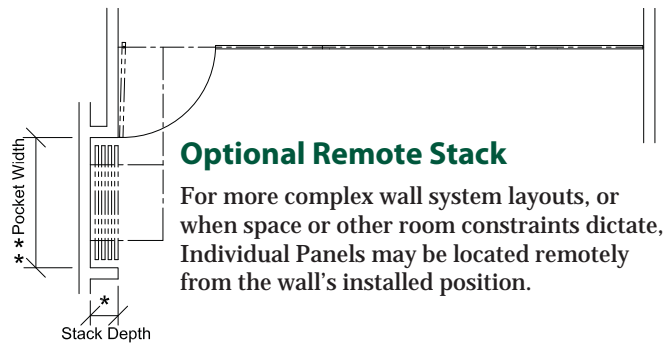 Optional Remote Stack
For more complex wall system layouts, or
when space or other room constraints dictate,
Individual Panels may be located remotely
from the wall's installed position.
**Pocket Width
*
Stack Depth